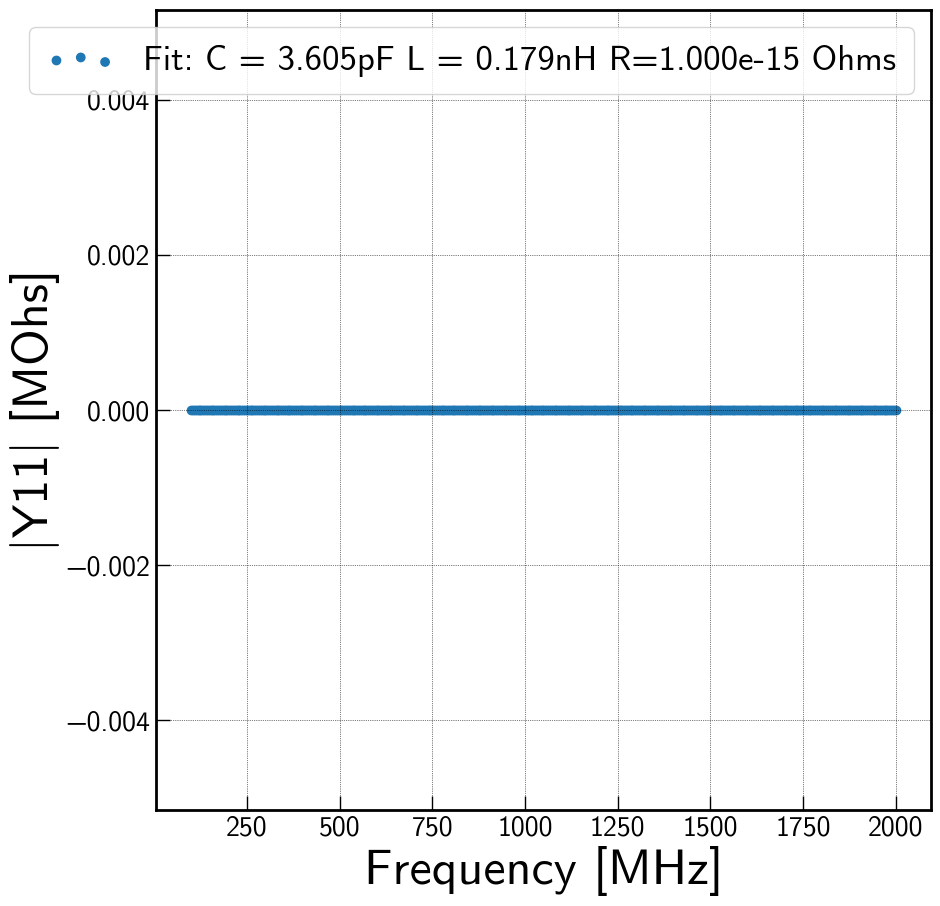 Fit: C = 3.605pF L = 0.179nH R=1.000e-15 Ohms
0.004
0.002
0.000
−0.002
−0.004
|Y11| [MOhs]
250 500 750 1000 1250 1500 1750 2000
Frequency [MHz]